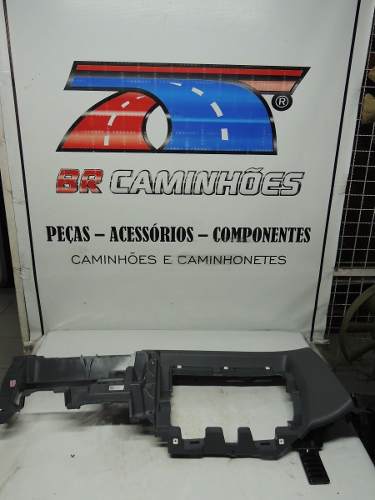 ®
BR CAMINHÕES
PEÇAS – ACESSÓRIOS – COMPONENTES
CAMINHÕES E CAMINHONETES